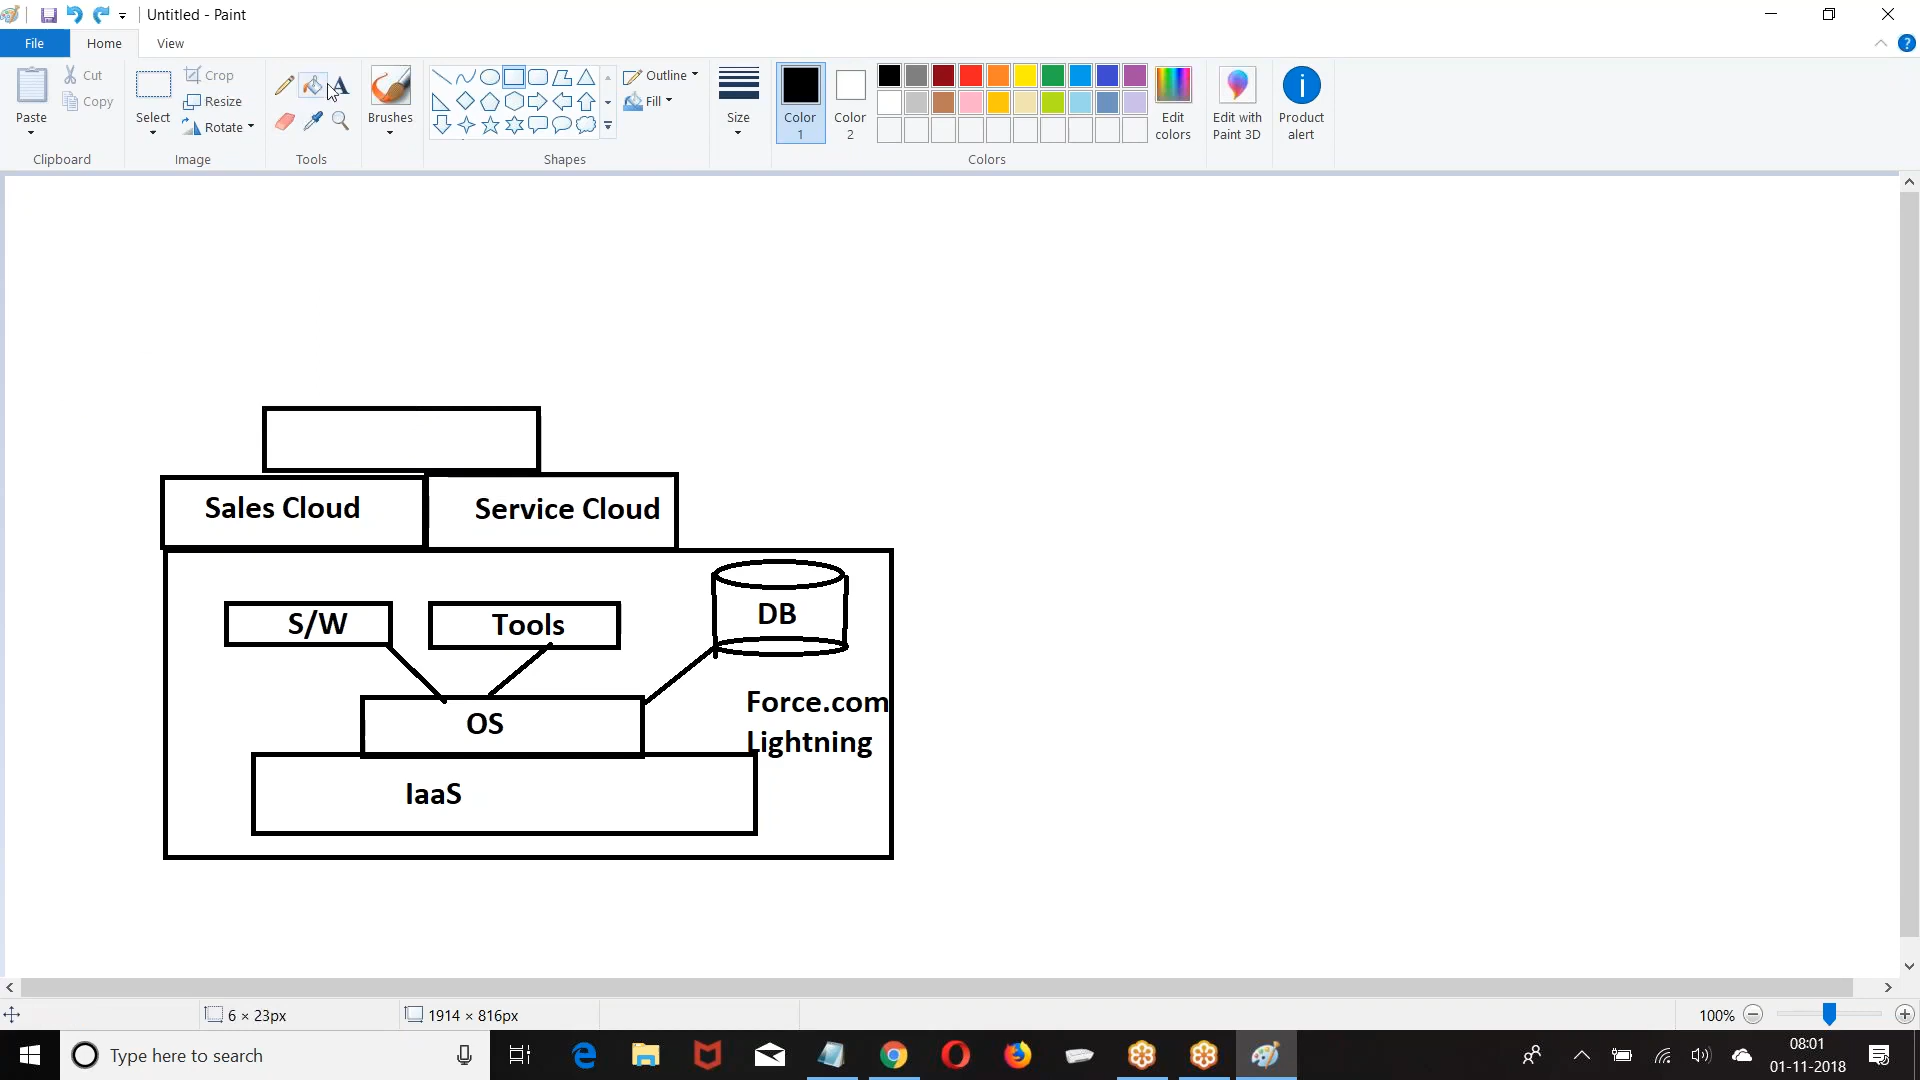 Untitled - Paint
File Home View
Cut
Copy
Paste
Clipboard
Crop
Resize
Rotate
Select
Image
A
Tools
Brushes
Outline
Fill
Shapes
Size
Color 1
Color 2
Edit colors
Colors
Edit with Paint 3D
Product alert
Sales Cloud Service Cloud
S/W Tools DB
Force.com
OS Lightning
IaaS
6 × 23px 1914 × 816px 100%
Type here to search
08:01
01-11-2018